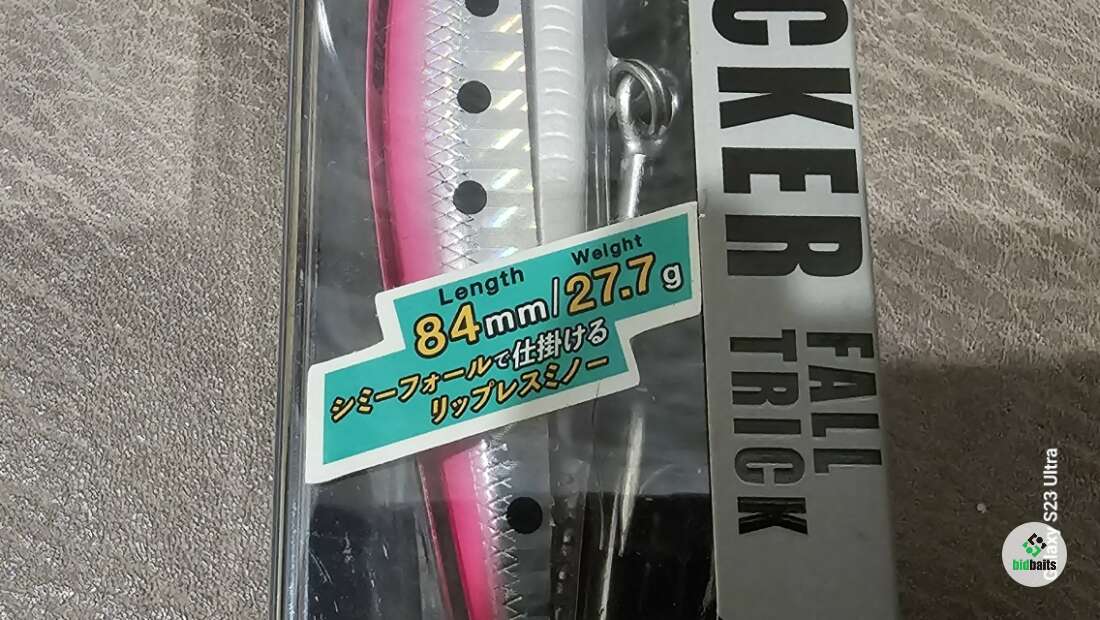 CKER
FALL
TRICK
Length
Weight
84mm/27.7g
シミーフォールで仕掛ける
リップレスミノー
Galaxy S23 Ultra
bidbaits